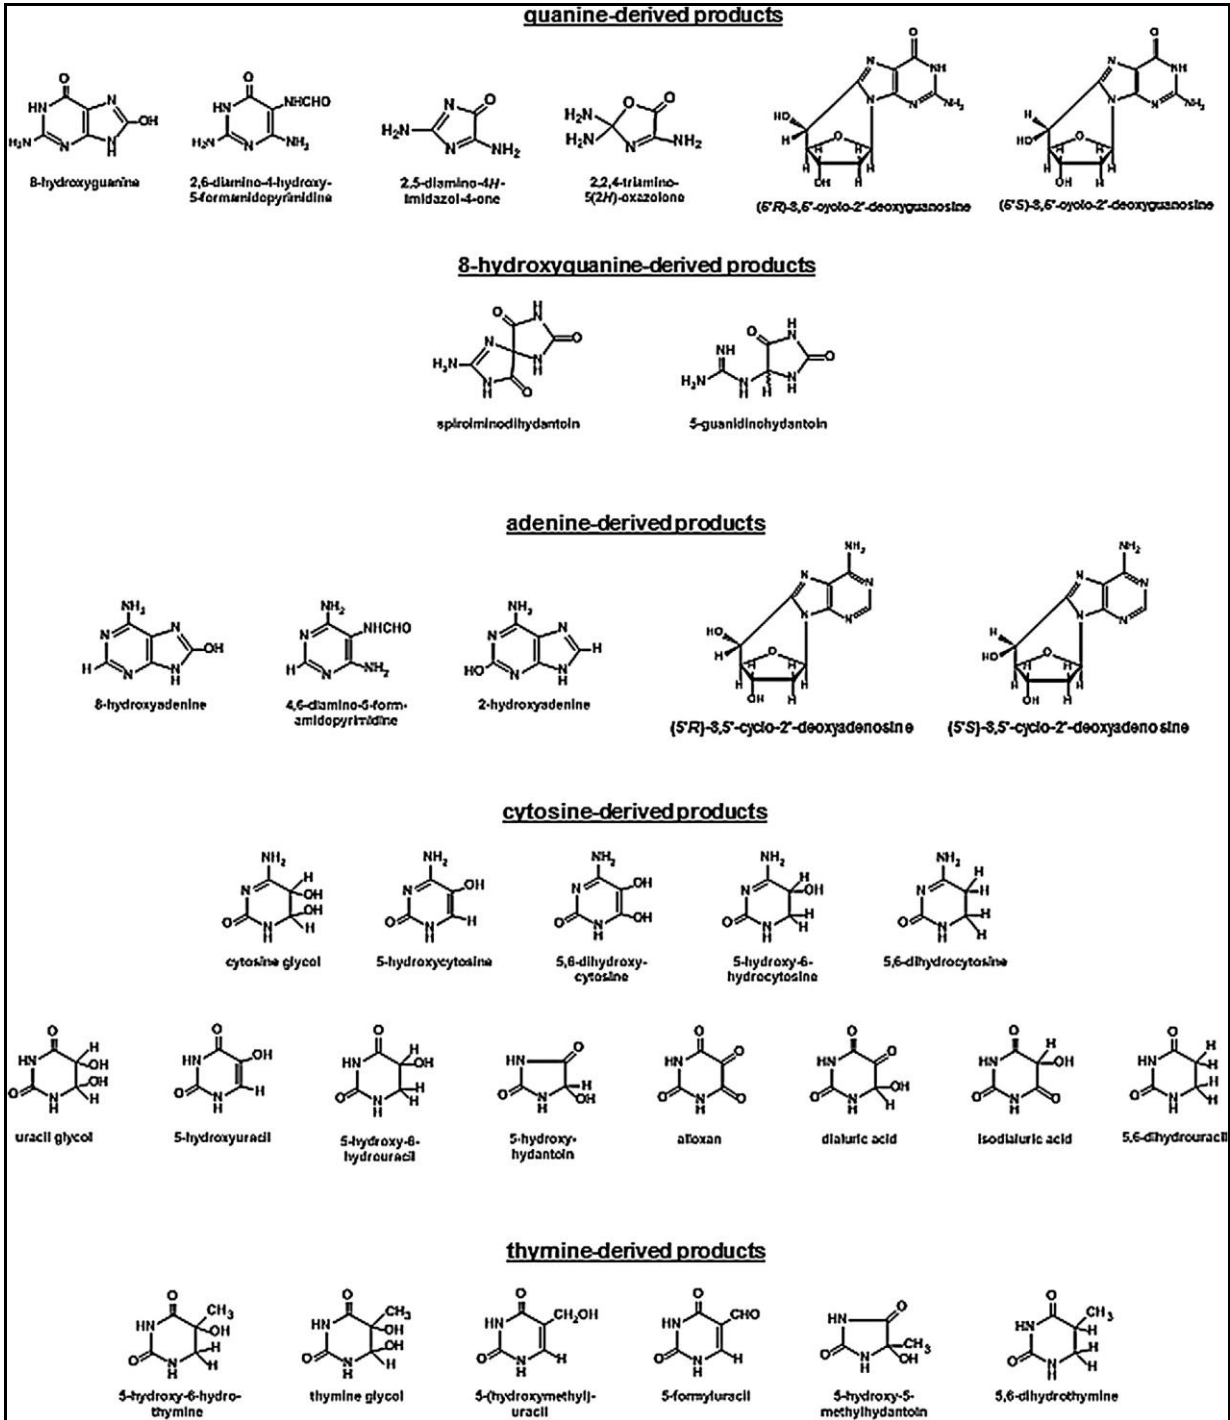 guanine-derived products
8-hydroxyguanine
2,6-diamino-4-hydroxy-
5-formamidopyrimidine
2,5-diamino-4H-
imidazol-4-one
2,2,4-triamino-
5(2H)-oxazolone
(5'R)-8,5'-cyclo-2'-deoxyguanosine
(5'S)-8,5'-cyclo-2'-deoxyguanosine
8-hydroxyguanine-derived products
spiroiminodihydantoin
5-guanidinohydantoin
adenine-derived products
8-hydroxyadenine
4,6-diamino-5-form-
amidopyrimidine
2-hydroxyadenine
(5'R)-8,5'-cyclo-2'-deoxyadenosine
(5'S)-8,5'-cyclo-2'-deoxyadenosine
cytosine-derived products
cytosine glycol
5-hydroxycytosine
5,6-dihydroxy-
cytosine
5-hydroxy-6-
hydrocytosine
5,6-dihydrocytosine
uracil glycol
5-hydroxyuracil
5-hydroxy-6-
hydrouracil
5-hydroxy-
hydantoin
alloxan
dialuric acid
isodialuric acid
5,6-dihydrouracil
thymine-derived products
5-hydroxy-6-hydro-
thymine
thymine glycol
5-(hydroxymethyl)-
uracil
5-formyluracil
5-hydroxy-5-
methylhydantoin
5,6-dihydrothymine